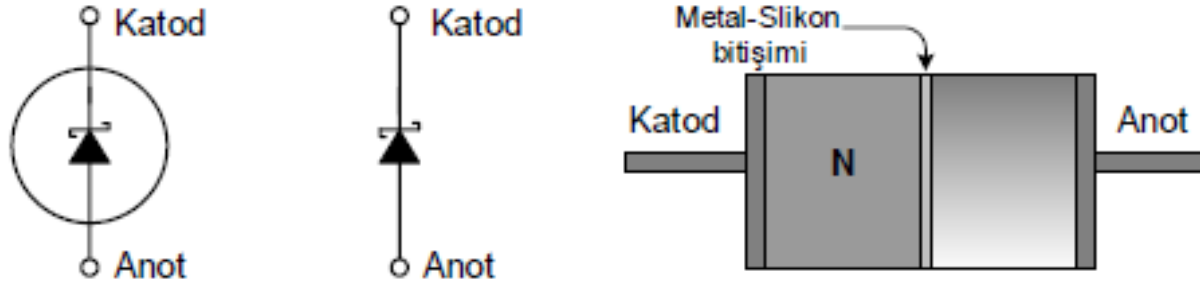 Katod
Anot
Katod
Anot
Metal-Slikon
bitişimi
Katod
N
Anot